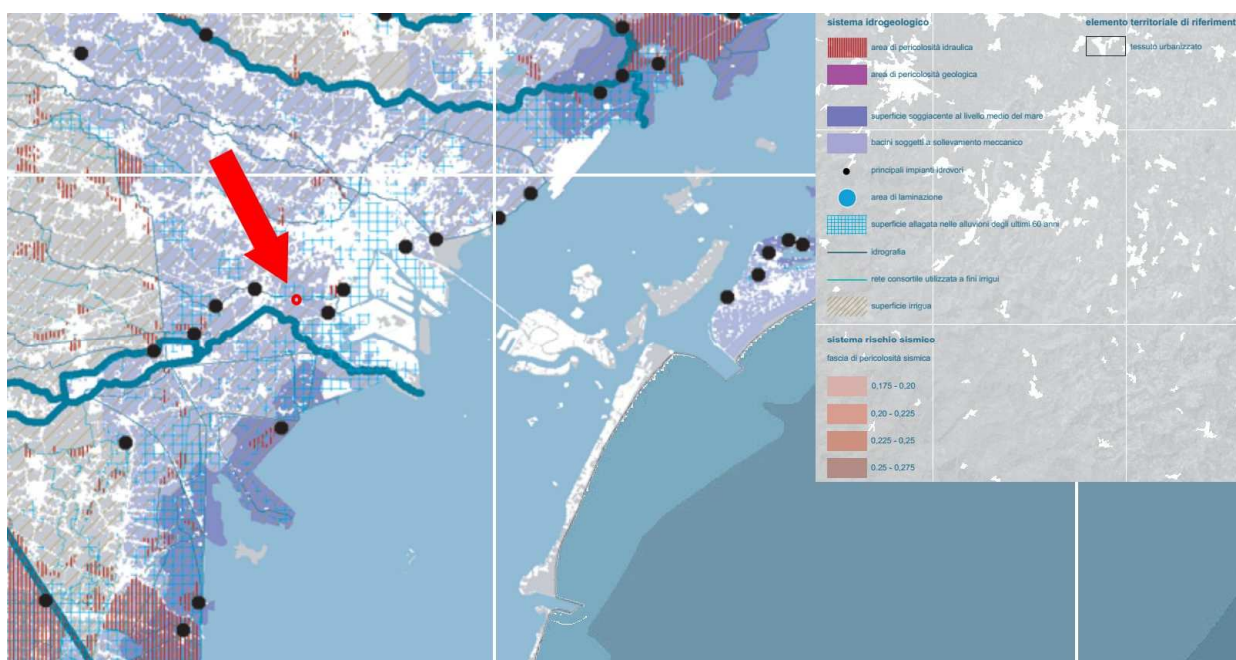 sistema idrogeologico
area di pericolosità idraulica
area di pericolosità geologica
superficie soggiacente al livello medio del mare
bacini soggetti a sollevamento meccanico
principali impianti idrovori
area di laminazione
superficie allagata nelle alluvioni degli ultimi 60 anni
idrografia
rete consortile utilizzata a fini irrigui
superficie irrigua
sistema rischio sismico
fascia di pericolosità sismica
0,175 - 0,20
0,20 - 0,225
0,225 - 0,25
0,25 - 0,275
elemento territoriale di riferiment
tessuto urbanizzato